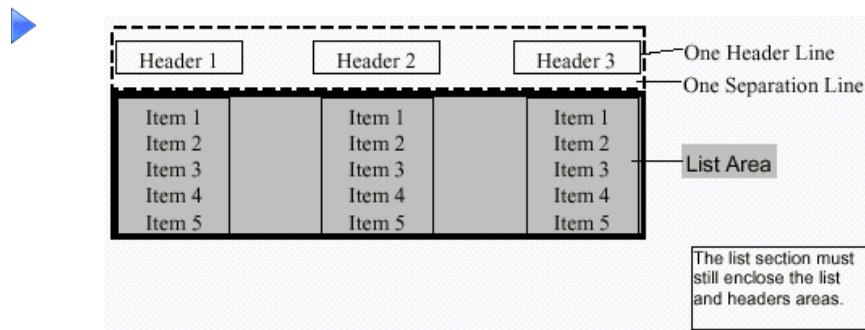 Header 1 Header 2 Header 3 One Header Line
One Separation Line
Item 1 Item 1 Item 1
Item 2 Item 2 Item 2
Item 3 Item 3 Item 3
List Area
Item 4 Item 4 Item 4
Item 5 Item 5 Item 5
The list section must
still enclose the list
and headers areas.